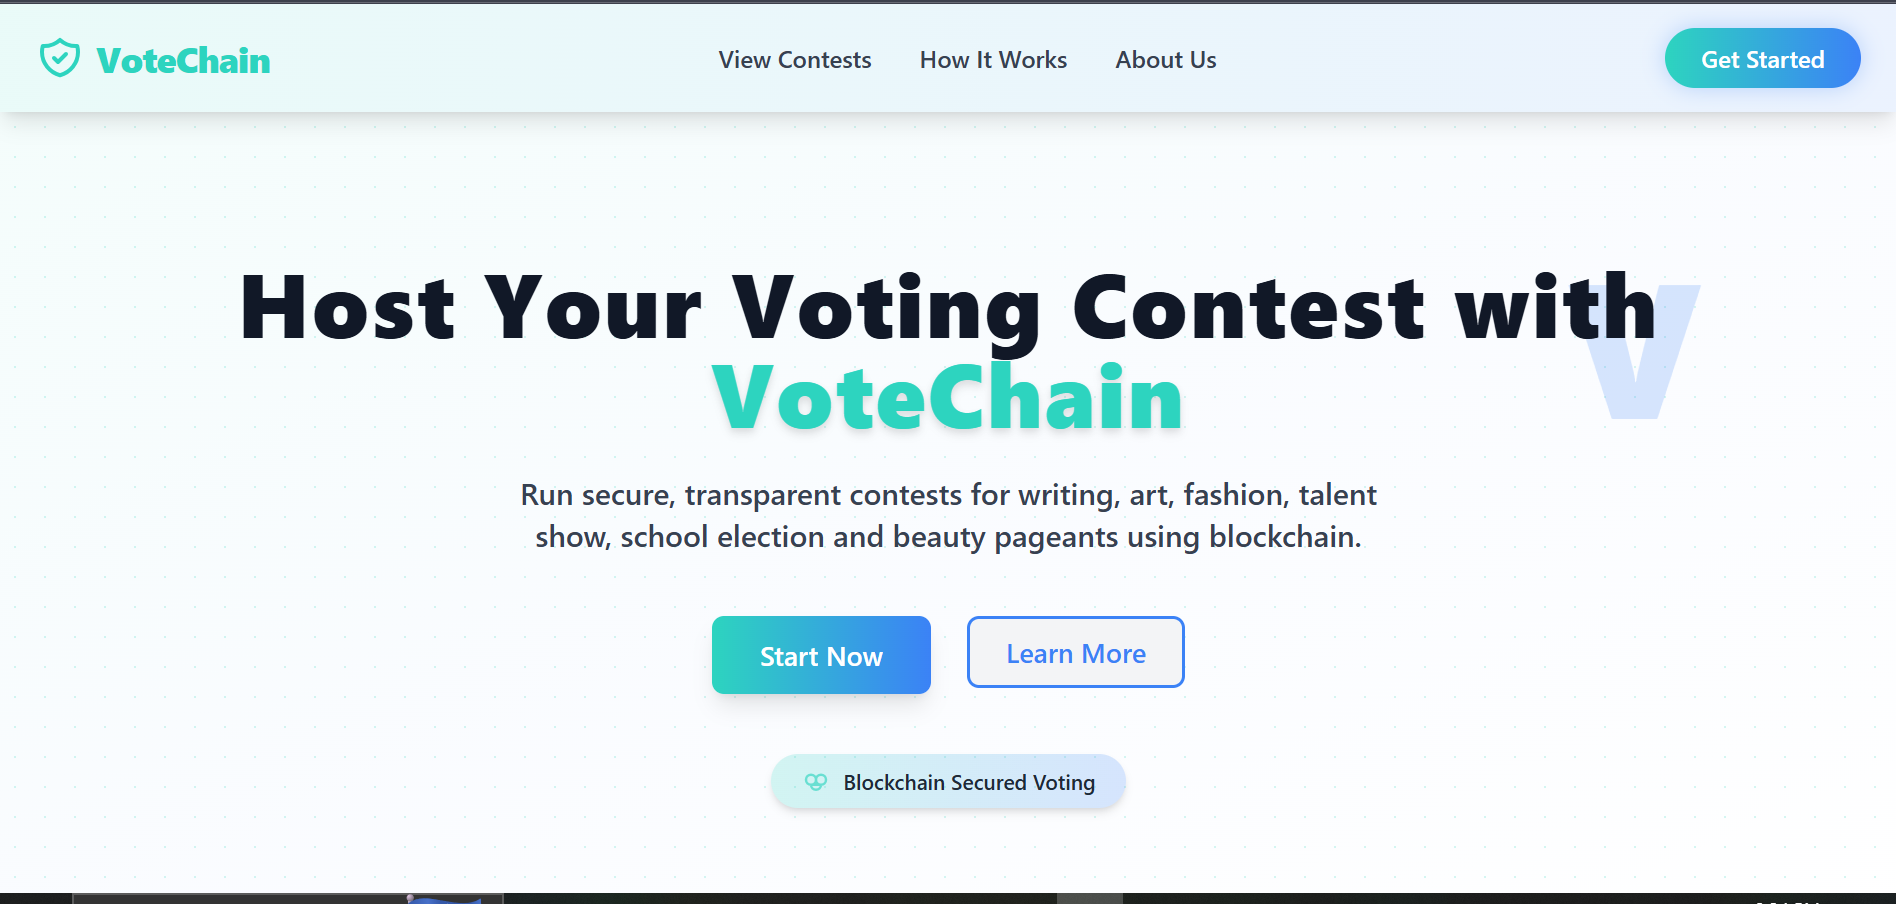 VoteChain
View Contests
How It Works
About Us
Get Started
Host Your Voting Contest with
VoteChain
V
Run secure, transparent contests for writing, art, fashion, talent
show, school election and beauty pageants using blockchain.
Start Now
Learn More
Blockchain Secured Voting